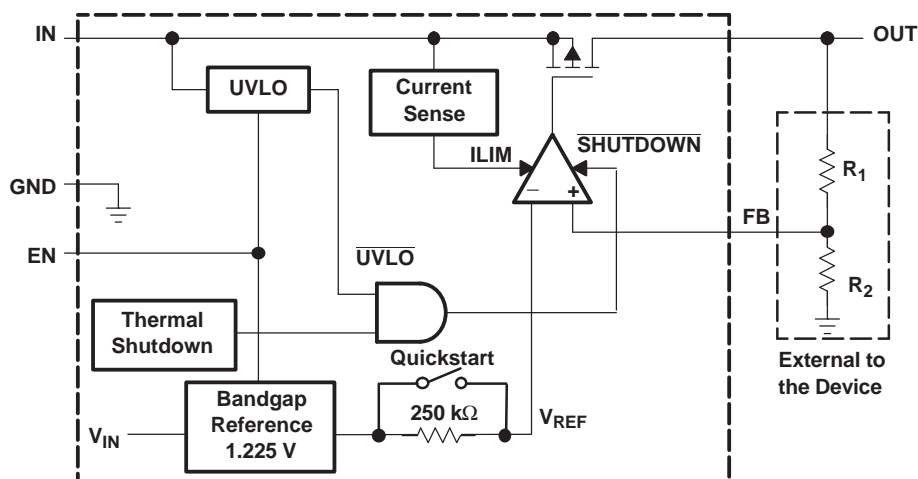 IN
OUT
UVLO
Current
Sense
SHUTDOWN
ILIM
R1
GND
− +
FB
EN
UVLO
R2
Thermal
Shutdown
Quickstart
External to
the Device
Bandgap
Reference
1.225 V
250 kΩ
VREF
VIN